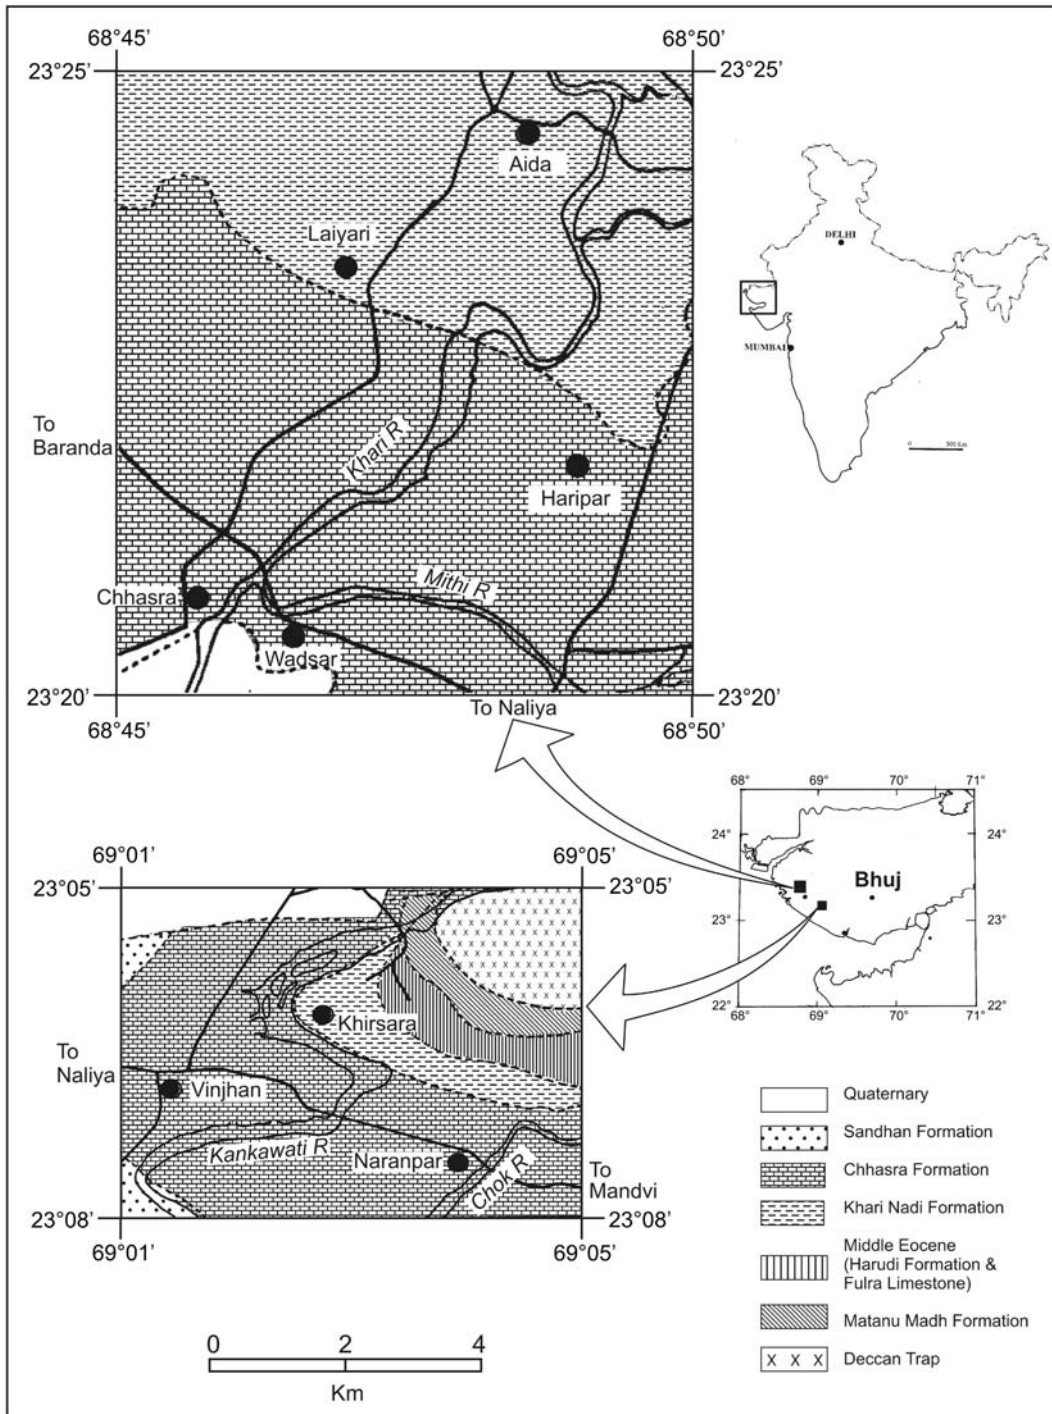 68°45’ 68°50’
23°25’ 23°25’
Aida
Laiyari
To
Baranda
Khari R
Haripar
Mithi R
Chhasra
Wadsar
23°20’ 23°20’
68°45’ To Naliya 68°50’
DELHI
MUMBAI
0 500 Km
68° 69° 70° 71°
24° 24°
Bhuj
23° 23°
22° 22°
68° 69° 70° 71°
69°01’ 69°05’
23°05’ 23°05’
Khirsara
To
Naliya
Vinjhan
Kankawati R
Naranpar
Chok R
To
Mandvi
23°08’ 23°08’
69°01’ 69°05’
0 2 4
Km
Quaternary
Sandhan Formation
Chhasra Formation
Khari Nadi Formation
Middle Eocene
(Harudi Formation &
Fulra Limestone)
Matanu Madh Formation
X X X Deccan Trap